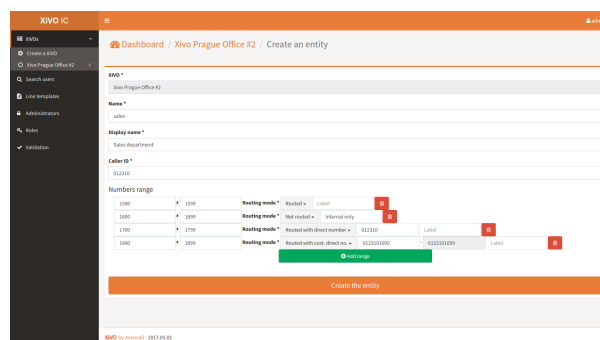 XiVO IC
adm
XiVOs
Create a XiVO
Xivo Prague Office #2
Search users
Line templates
Administrators
Roles
Validation
Dashboard / Xivo Prague Office #2 / Create an entity
XiVO *
Xivo Prague Office #2
Name *
sales
Display name *
Sales department
Caller ID *
012310
Numbers range
1500 1599 Routing mode * Routed Label
1600 1699 Routing mode * Not routed Internal only
1700 1799 Routing mode * Routed with direct number 012310 Label
1800 1899 Routing mode * Routed with cust. direct no. 0123101000 - 0123101099 Label
Add range
Create the entity
XiVO by Avencall - 2017.05.01